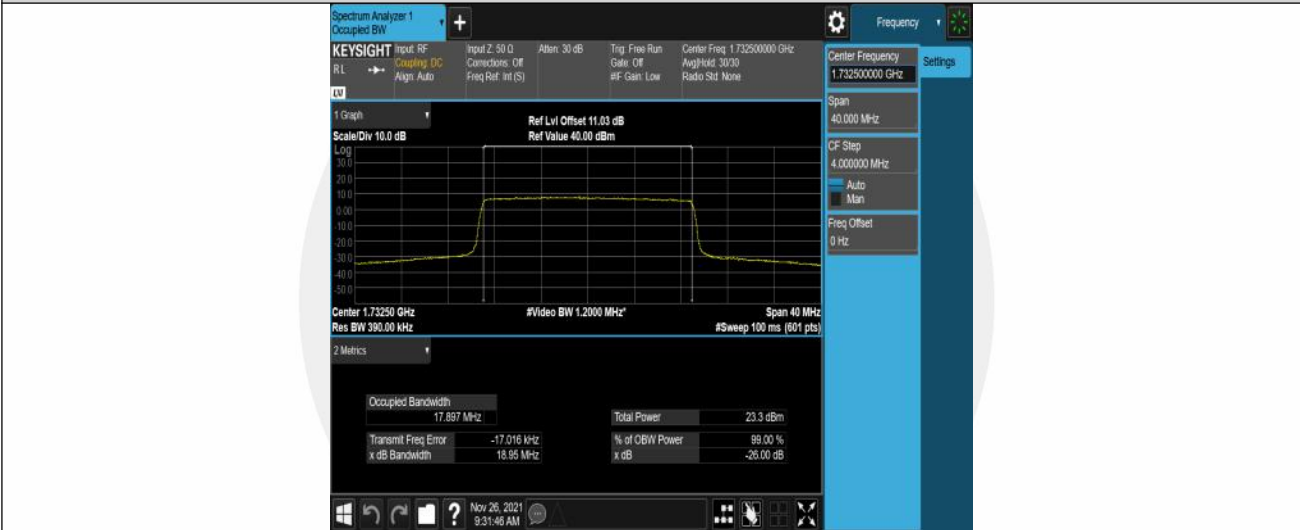 Spectrum Analyzer 1
Occupied BW
+
Frequency
KEYSIGHT
RL
Input: RF
Coupling: DC
Align: Auto
Input Z: 50 Ω
Corrections: Off
Freq Ref: Int (S)
Atten: 30 dB
Trig: Free Run
Gate: Off
#IF Gain: Low
Center Freq: 1.732500000 GHz
Avg|Hold: 30/30
Radio Std: None
Center Frequency
1.732500000 GHz
Settings
Span
40.000 MHz
CF Step
4.000000 MHz
Auto
Man
Freq Offset
0 Hz
1 Graph
Scale/Div 10.0 dB
Ref Lvl Offset 11.03 dB
Ref Value 40.00 dBm
Log
30.0
20.0
10.0
0.00
-10.0
-20.0
-30.0
-40.0
-50.0
Center 1.73250 GHz
Res BW 390.00 kHz
#Video BW 1.2000 MHz*
Span 40 MHz
#Sweep 100 ms (601 pts)
2 Metrics
Occupied Bandwidth
17.897 MHz
Transmit Freq Error -17.016 kHz
x dB Bandwidth 18.95 MHz
Total Power 23.3 dBm
% of OBW Power 99.00 %
x dB -26.00 dB
?
Nov 26, 2021
9:31:46 AM